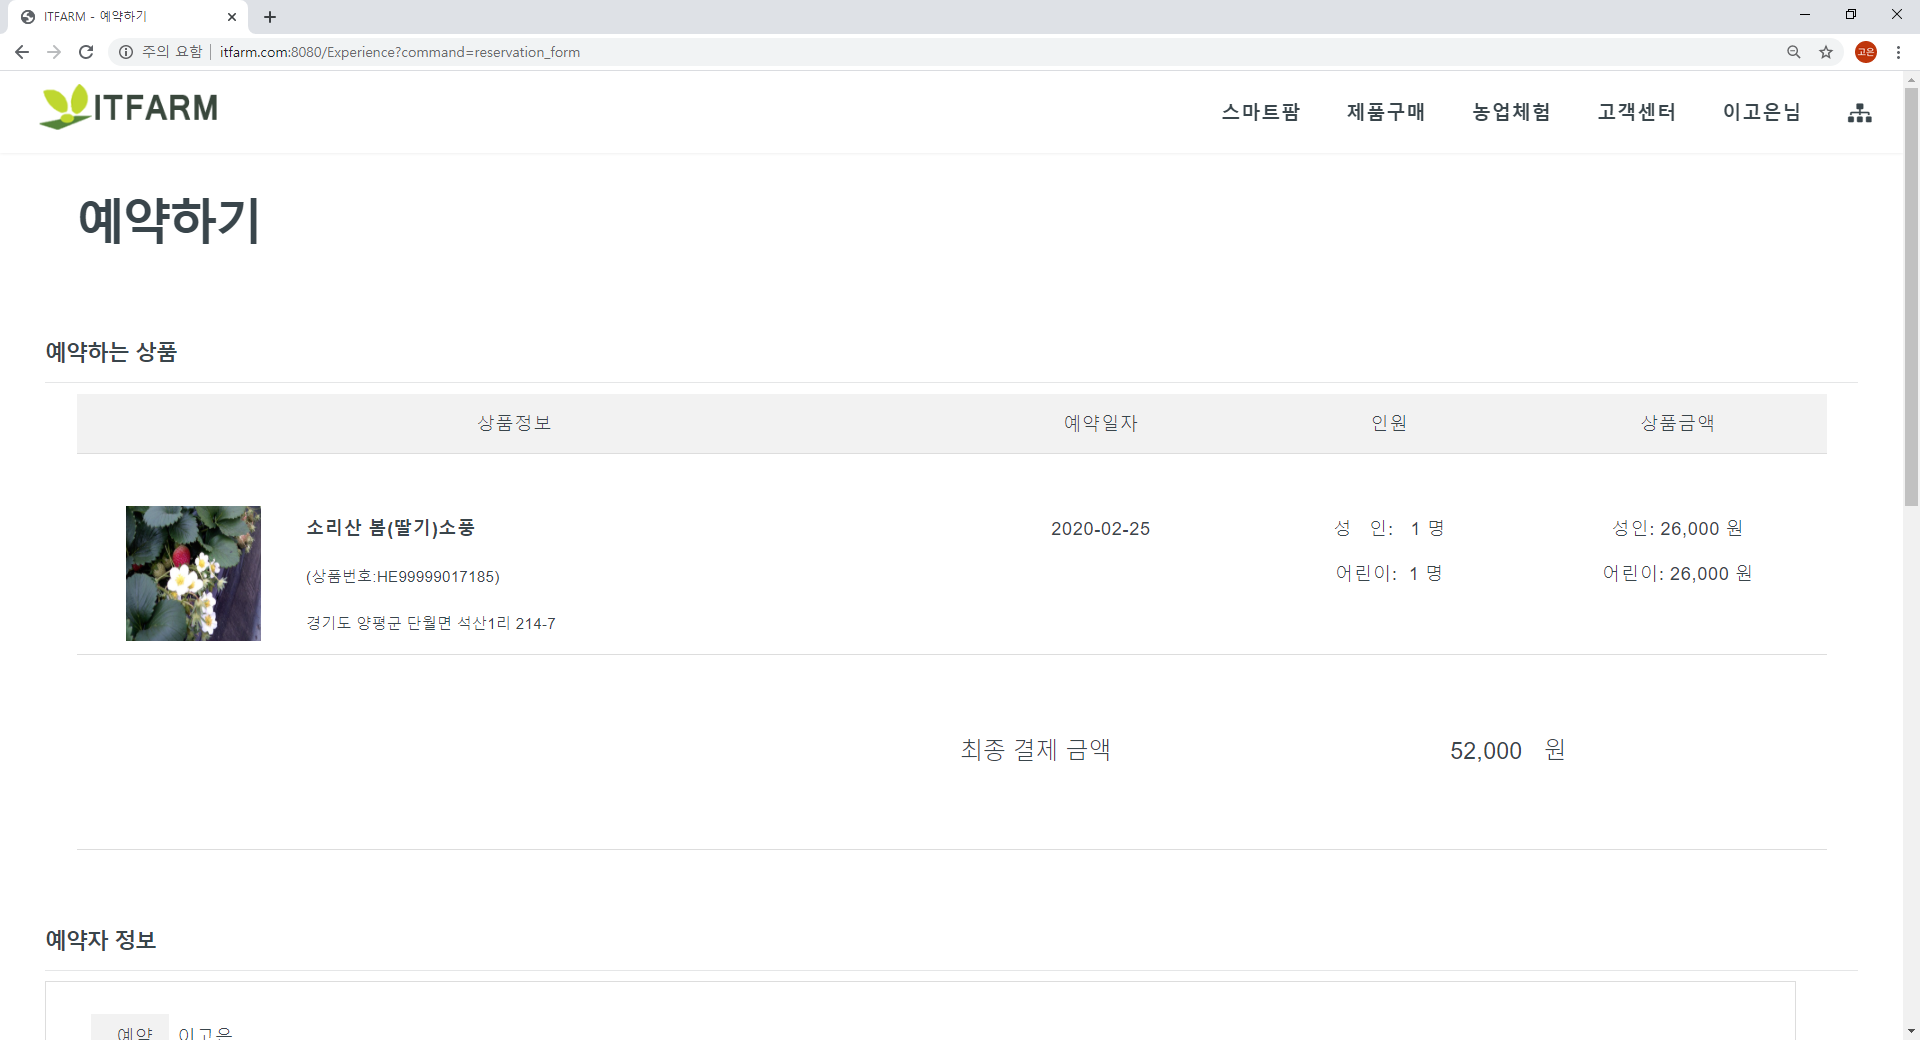 ITFARM - 예약하기
주의 요함 | itfarm.com:8080/Experience?command=reservation_form
고은
ITFARM
스마트팜 제품구매 농업체험 고객센터 이고은님
예약하기
예약하는 상품
상품정보 예약일자 인원 상품금액
소리산 봄(딸기)소풍 2020-02-25 성 인: 1 명 성인: 26,000 원
어린이: 1 명 어린이: 26,000 원
(상품번호:HE99999017185)
경기도 양평군 단월면 석산1리 214-7
최종 결제 금액 52,000 원
예약자 정보
예약 이고은